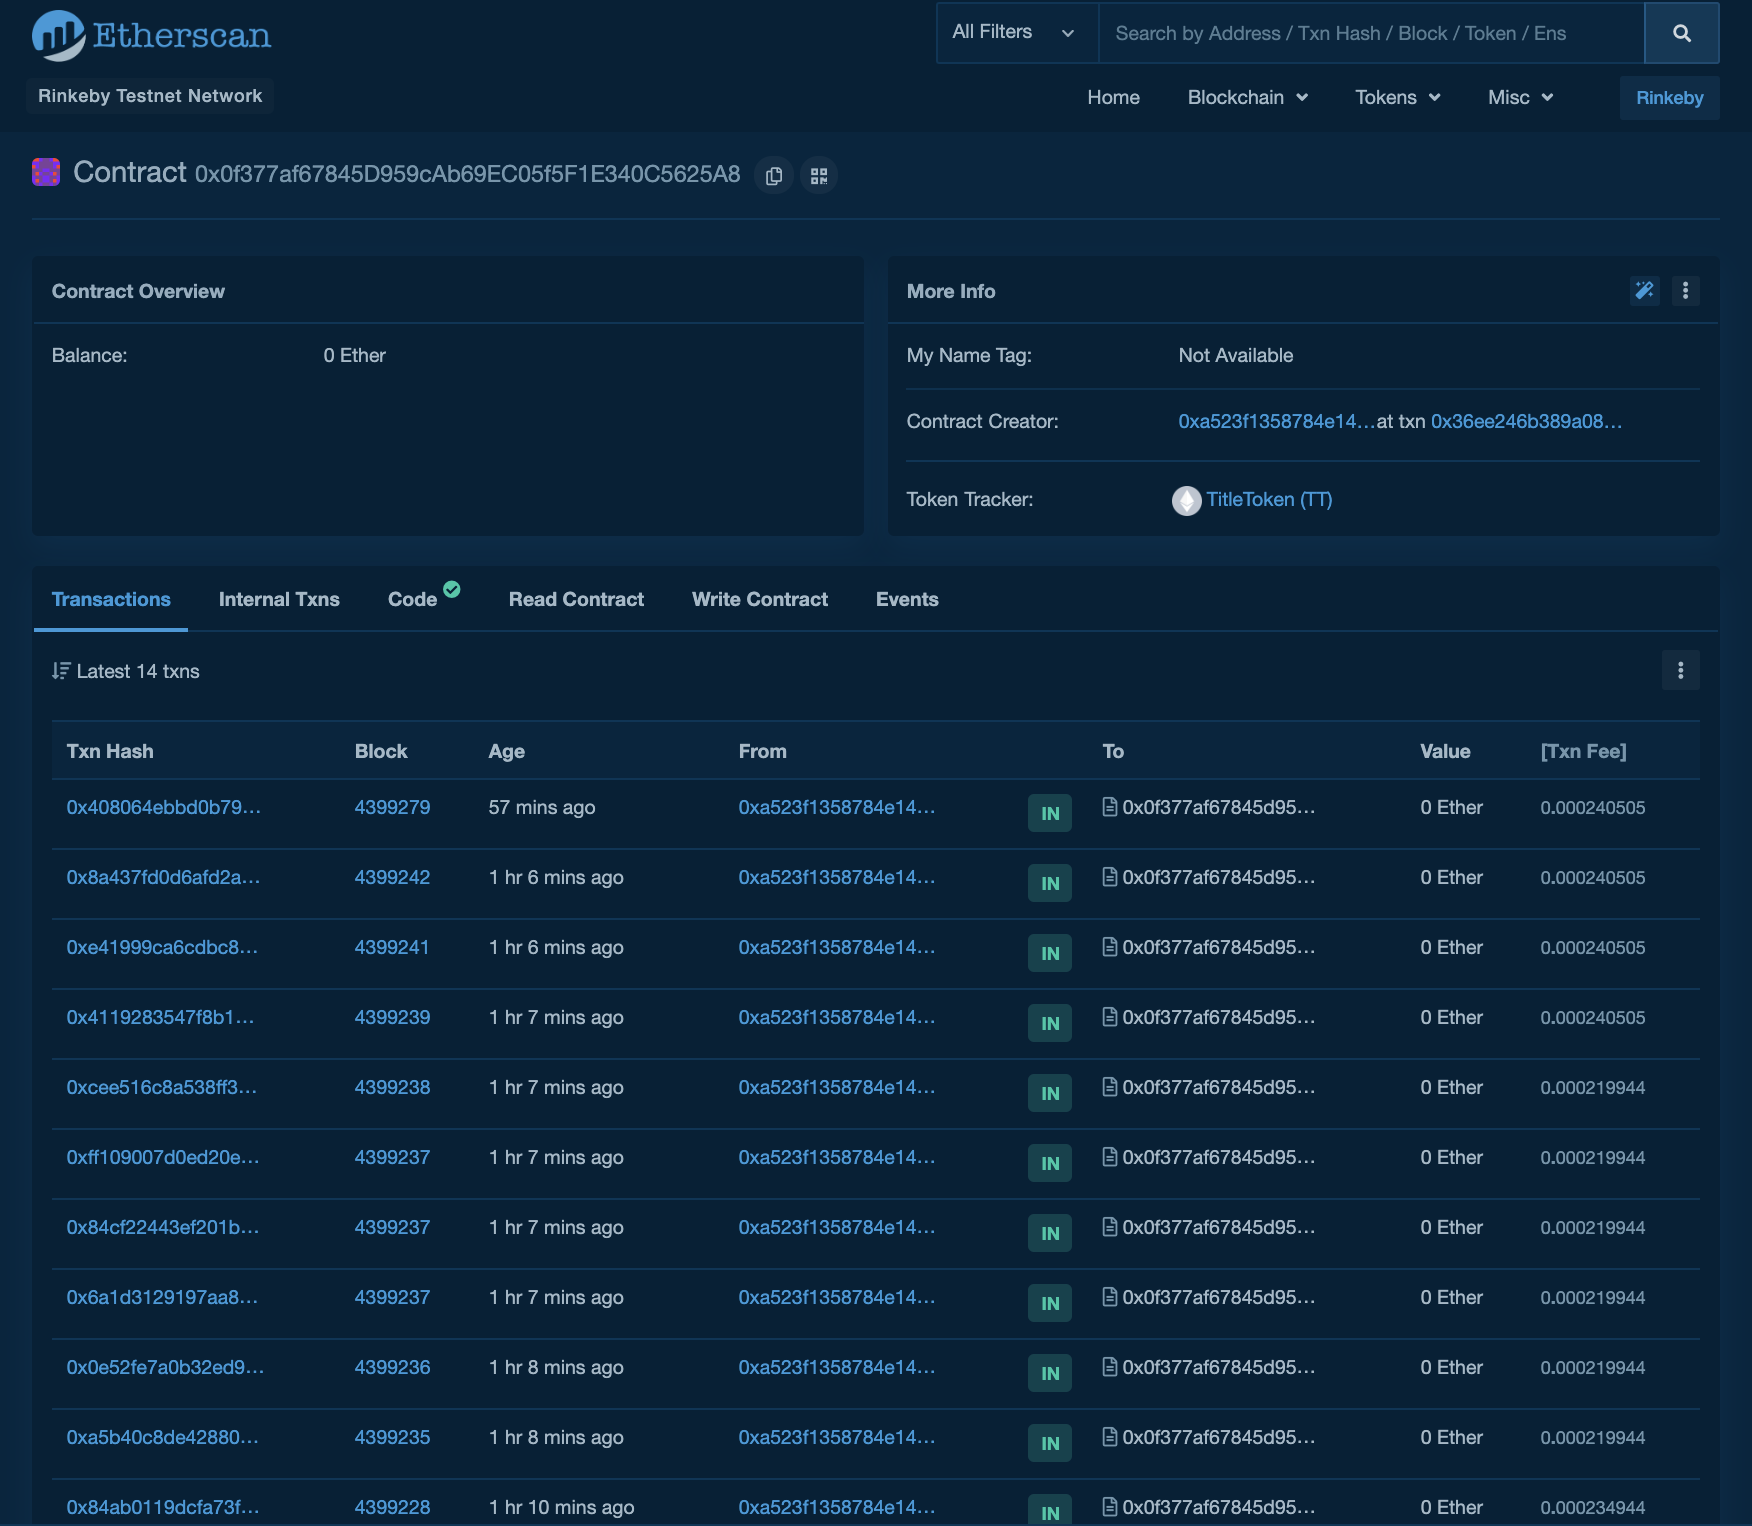 Etherscan
All Filters Search by Address / Txn Hash / Block / Token / Ens
Rinkeby Testnet Network
Home Blockchain Tokens Misc Rinkeby
Contract 0x0f377af67845D959cAb69EC05f5F1E340C5625A8
Contract Overview
Balance: 0 Ether
More Info
My Name Tag: Not Available
Contract Creator: 0xa523f1358784e14...at txn 0x36ee246b389a08...
Token Tracker: TitleToken (TT)
Transactions Internal Txns Code Read Contract Write Contract Events
Latest 14 txns
Txn Hash Block Age From To Value [Txn Fee]
0x408064ebbd0b79... 4399279 57 mins ago 0xa523f1358784e14... IN 0x0f377af67845d95... 0 Ether 0.000240505
0x8a437fd0d6afd2a... 4399242 1 hr 6 mins ago 0xa523f1358784e14... IN 0x0f377af67845d95... 0 Ether 0.000240505
0xe41999ca6cdbc8... 4399241 1 hr 6 mins ago 0xa523f1358784e14... IN 0x0f377af67845d95... 0 Ether 0.000240505
0x4119283547f8b1... 4399239 1 hr 7 mins ago 0xa523f1358784e14... IN 0x0f377af67845d95... 0 Ether 0.000240505
0xcee516c8a538ff3... 4399238 1 hr 7 mins ago 0xa523f1358784e14... IN 0x0f377af67845d95... 0 Ether 0.000219944
0xff109007d0ed20e... 4399237 1 hr 7 mins ago 0xa523f1358784e14... IN 0x0f377af67845d95... 0 Ether 0.000219944
0x84cf22443ef201b... 4399237 1 hr 7 mins ago 0xa523f1358784e14... IN 0x0f377af67845d95... 0 Ether 0.000219944
0x6a1d3129197aa8... 4399237 1 hr 7 mins ago 0xa523f1358784e14... IN 0x0f377af67845d95... 0 Ether 0.000219944
0x0e52fe7a0b32ed9... 4399236 1 hr 8 mins ago 0xa523f1358784e14... IN 0x0f377af67845d95... 0 Ether 0.000219944
0xa5b40c8de42880... 4399235 1 hr 8 mins ago 0xa523f1358784e14... IN 0x0f377af67845d95... 0 Ether 0.000219944
0x84ab0119dcfa73f... 4399228 1 hr 10 mins ago 0xa523f1358784e14... IN 0x0f377af67845d95... 0 Ether 0.000234944